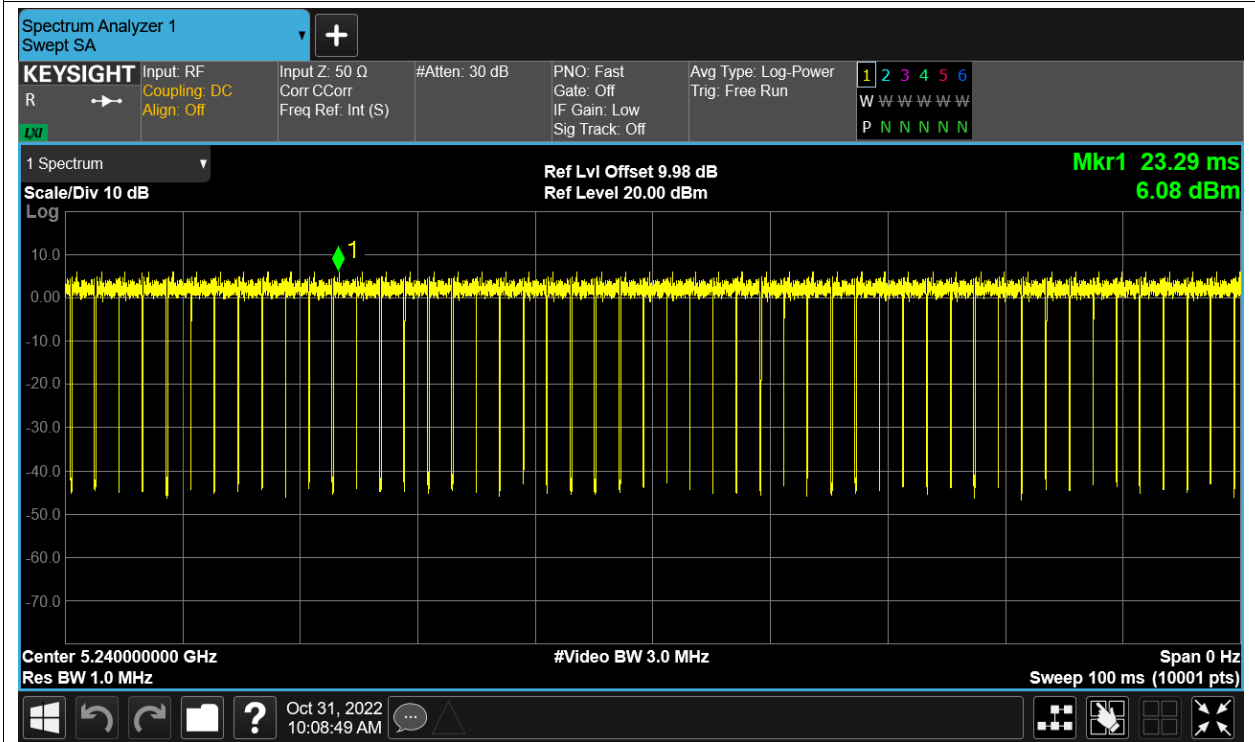 Spectrum Analyzer 1
Swept SA
KEYSIGHT
R
LXI
Input: RF
Coupling: DC
Align: Off
Input Z: 50 Ω
Corr CCorr
Freq Ref: Int (S)
#Atten: 30 dB
PNO: Fast
Gate: Off
IF Gain: Low
Sig Track: Off
Avg Type: Log-Power
Trig: Free Run
1 2 3 4 5 6
W W W W W W
P N N N N N
1 Spectrum
Scale/Div 10 dB
Log
Ref Lvl Offset 9.98 dB
Ref Level 20.00 dBm
Mkr1 23.29 ms
6.08 dBm
1
10.0
0.00
-10.0
-20.0
-30.0
-40.0
-50.0
-60.0
-70.0
Center 5.240000000 GHz
Res BW 1.0 MHz
#Video BW 3.0 MHz
Span 0 Hz
Sweep 100 ms (10001 pts)
?
Oct 31, 2022
10:08:49 AM